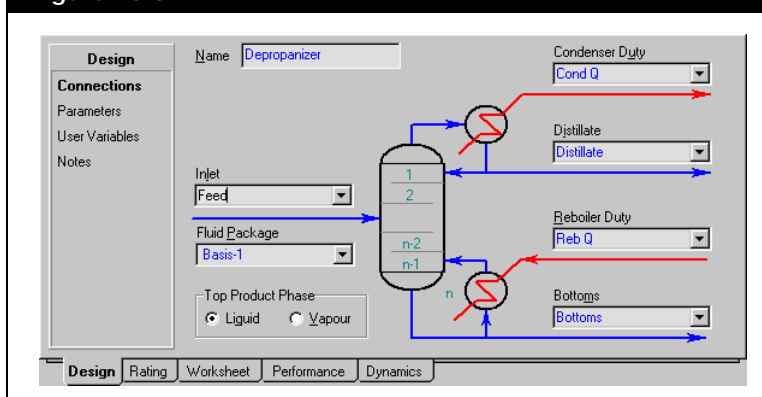 Design
Connections
Parameters
User Variables
Notes
Name Depropanizer
Inlet
Feed
Fluid Package
Basis-1
Top Product Phase
Liquid Vapour
1
2
n-2
n-1
n
Condenser Duty
Cond Q
Distillate
Distillate
Reboiler Duty
Reb Q
Bottoms
Bottoms
Design Rating Worksheet Performance Dynamics